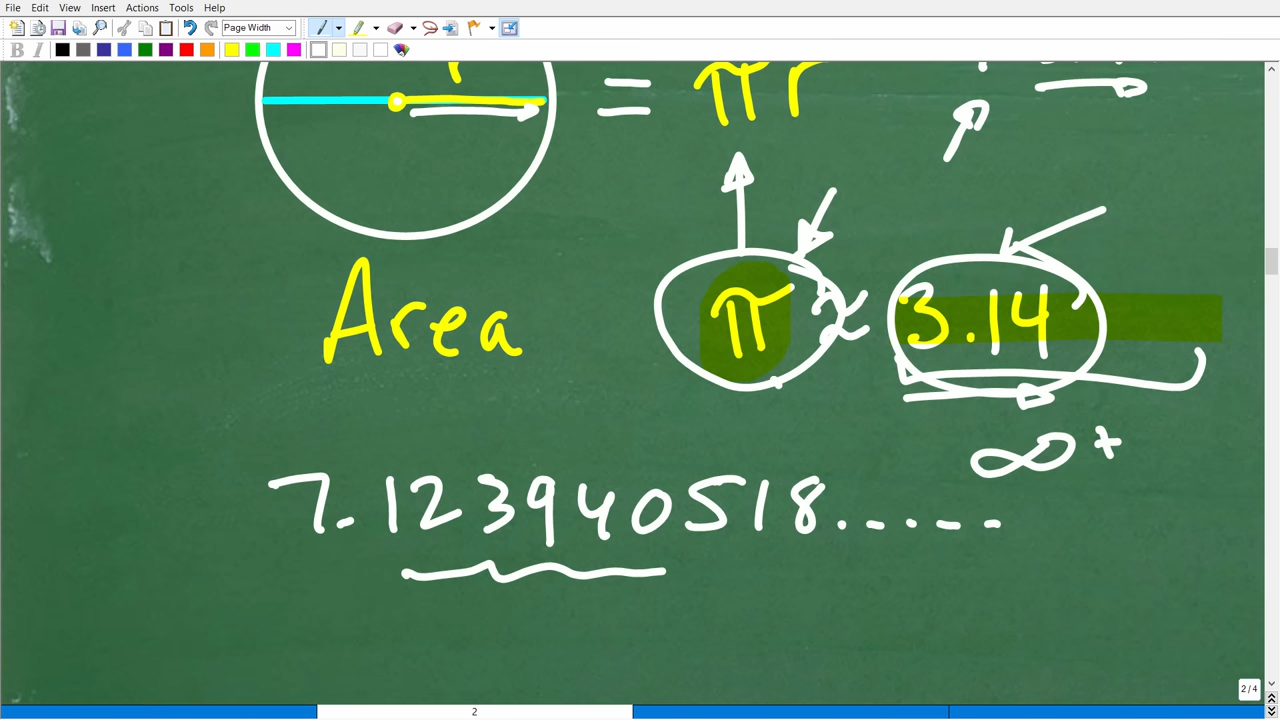 File Edit View Insert Actions Tools Help
Page Width
B I
= πr
Area π ≈ 3.14
∞ +
7.123940518......
2 / 4
2